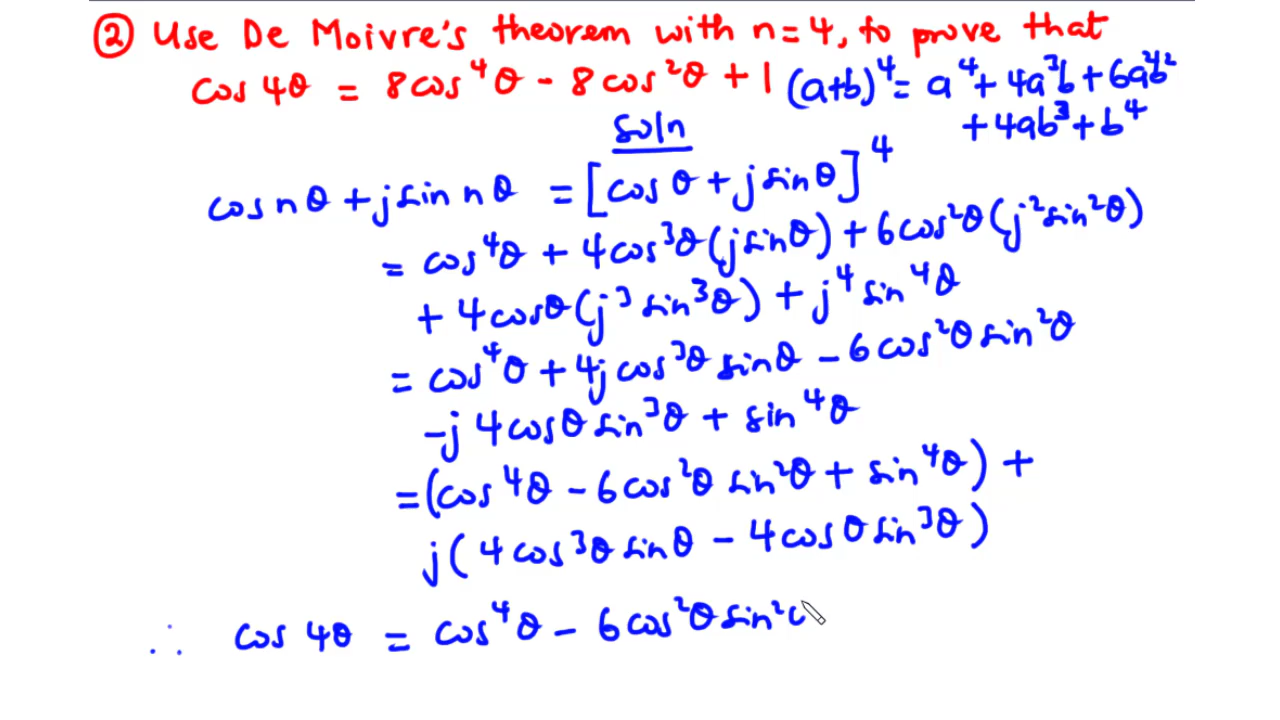 ② Use De Moivre's theorem with n=4, to prove that
cos 4θ = 8cos⁴θ - 8cos²θ + 1
(a+b)⁴ = a⁴ + 4a³b + 6a²b²
+ 4ab³ + b⁴
soln
cos nθ + j sin nθ = [cos θ + j sin θ]⁴
= cos⁴θ + 4cos³θ (j sinθ) + 6cos²θ (j² sin²θ)
+ 4cosθ (j³ sin³θ) + j⁴ sin⁴θ
= cos⁴θ + 4j cos³θ sinθ - 6cos²θ sin²θ
-j 4cosθ sin³θ + sin⁴θ
= (cos⁴θ - 6cos²θ sin²θ + sin⁴θ) +
j (4cos³θ sinθ - 4cosθ sin³θ)
∴ cos 4θ = cos⁴θ - 6cos²θ sin²